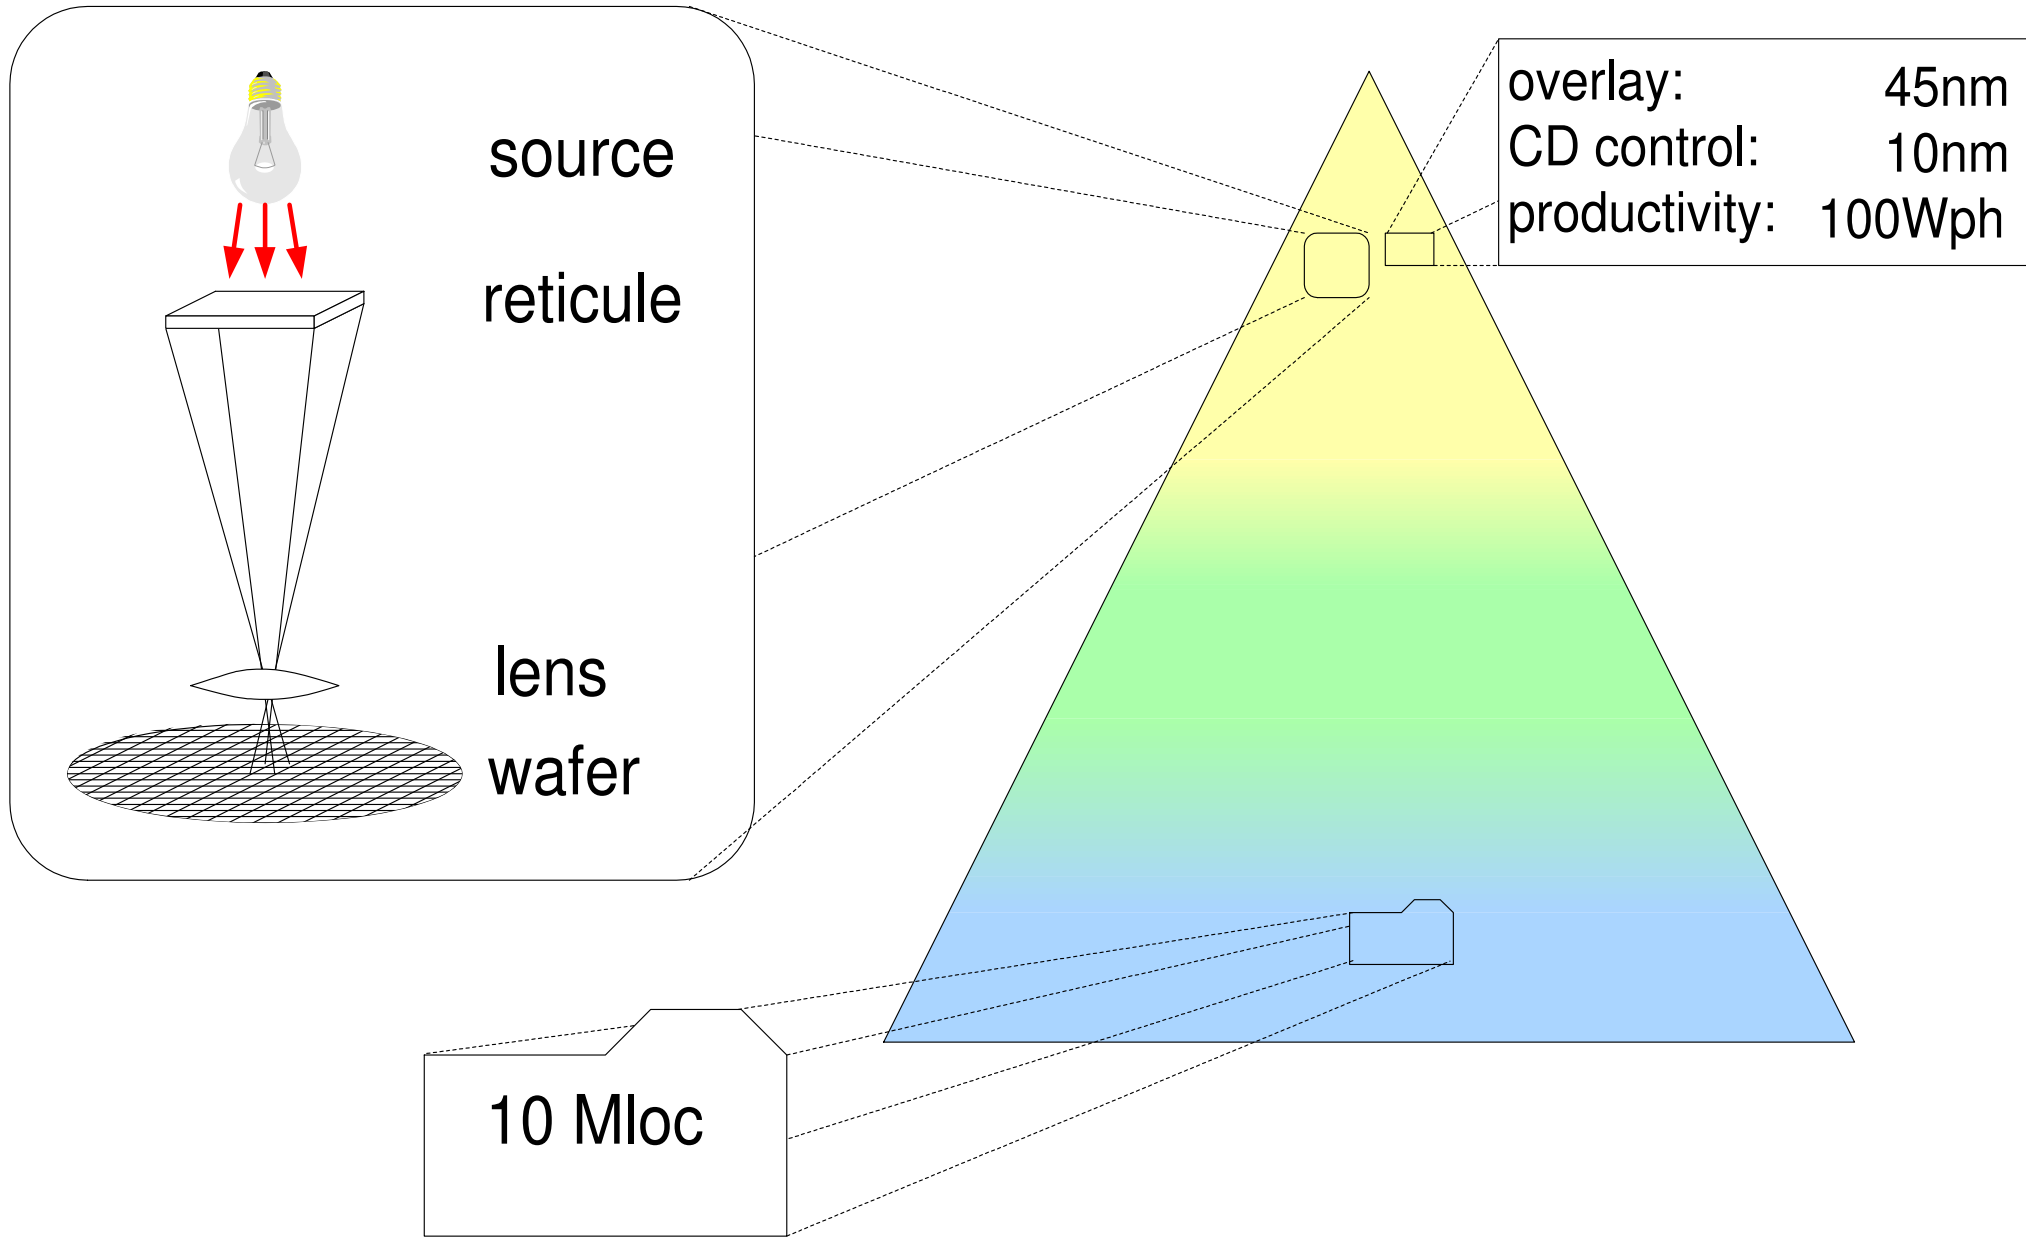 source
reticule
lens
wafer
overlay: 45nm
CD control: 10nm
productivity: 100Wph
10 Mloc